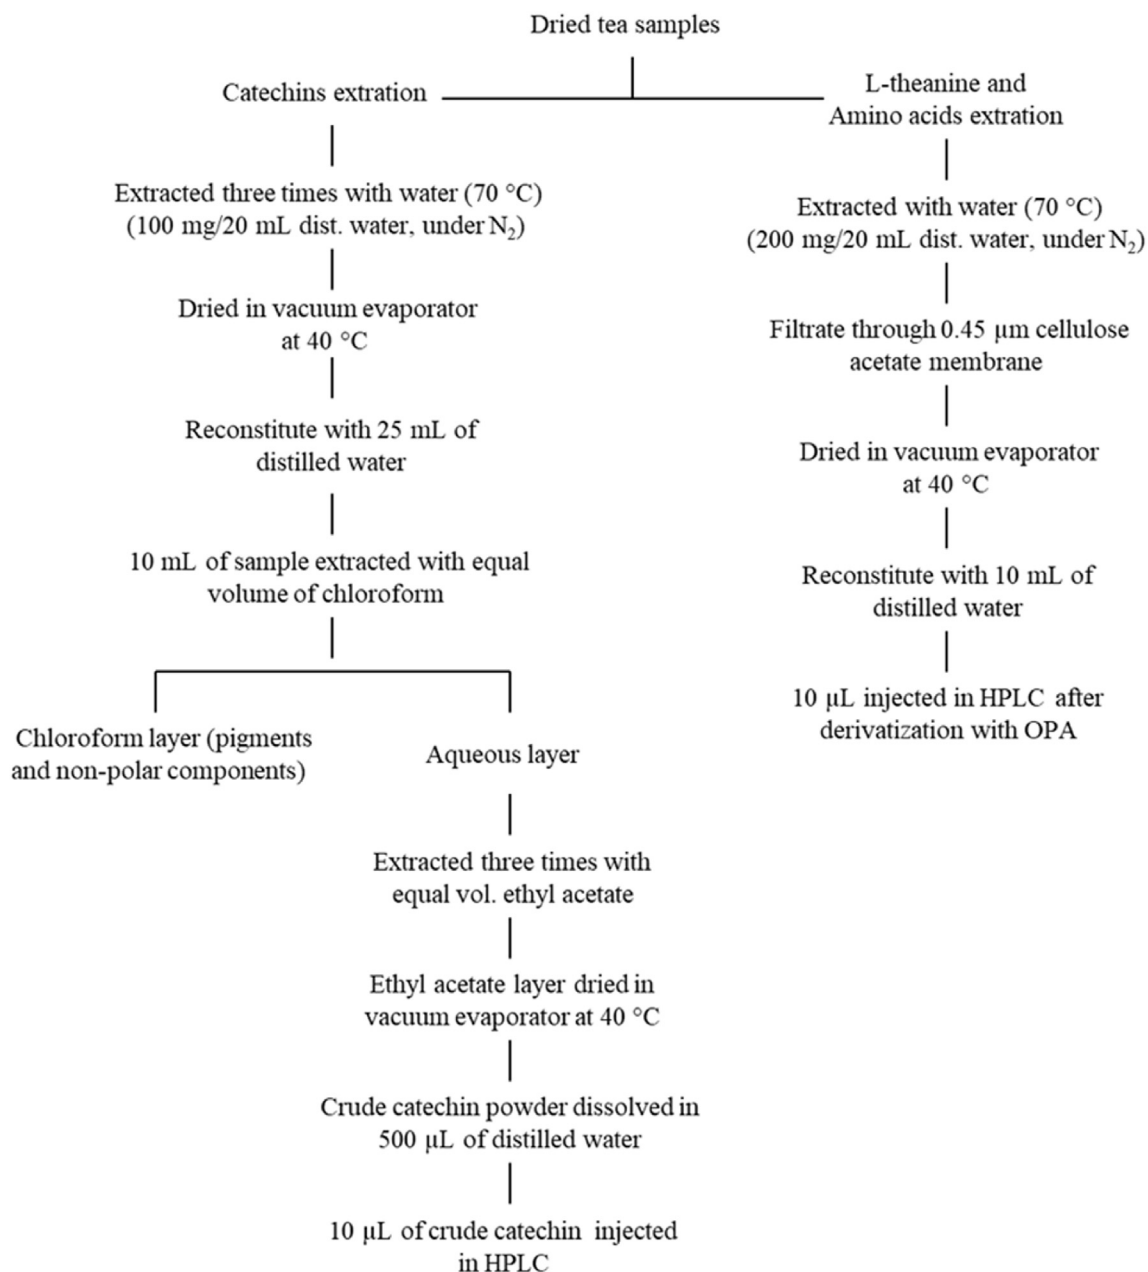 Dried tea samples
Catechins extration
Extracted three times with water (70 °C)
(100 mg/20 mL dist. water, under N₂)
Dried in vacuum evaporator
at 40 °C
Reconstitute with 25 mL of
distilled water
10 mL of sample extracted with equal
volume of chloroform
Chloroform layer (pigments
and non-polar components)
Aqueous layer
Extracted three times with
equal vol. ethyl acetate
Ethyl acetate layer dried in
vacuum evaporator at 40 °C
Crude catechin powder dissolved in
500 µL of distilled water
10 µL of crude catechin injected
in HPLC
L-theanine and
Amino acids extration
Extracted with water (70 °C)
(200 mg/20 mL dist. water, under N₂)
Filtrate through 0.45 µm cellulose
acetate membrane
Dried in vacuum evaporator
at 40 °C
Reconstitute with 10 mL of
distilled water
10 µL injected in HPLC after
derivatization with OPA